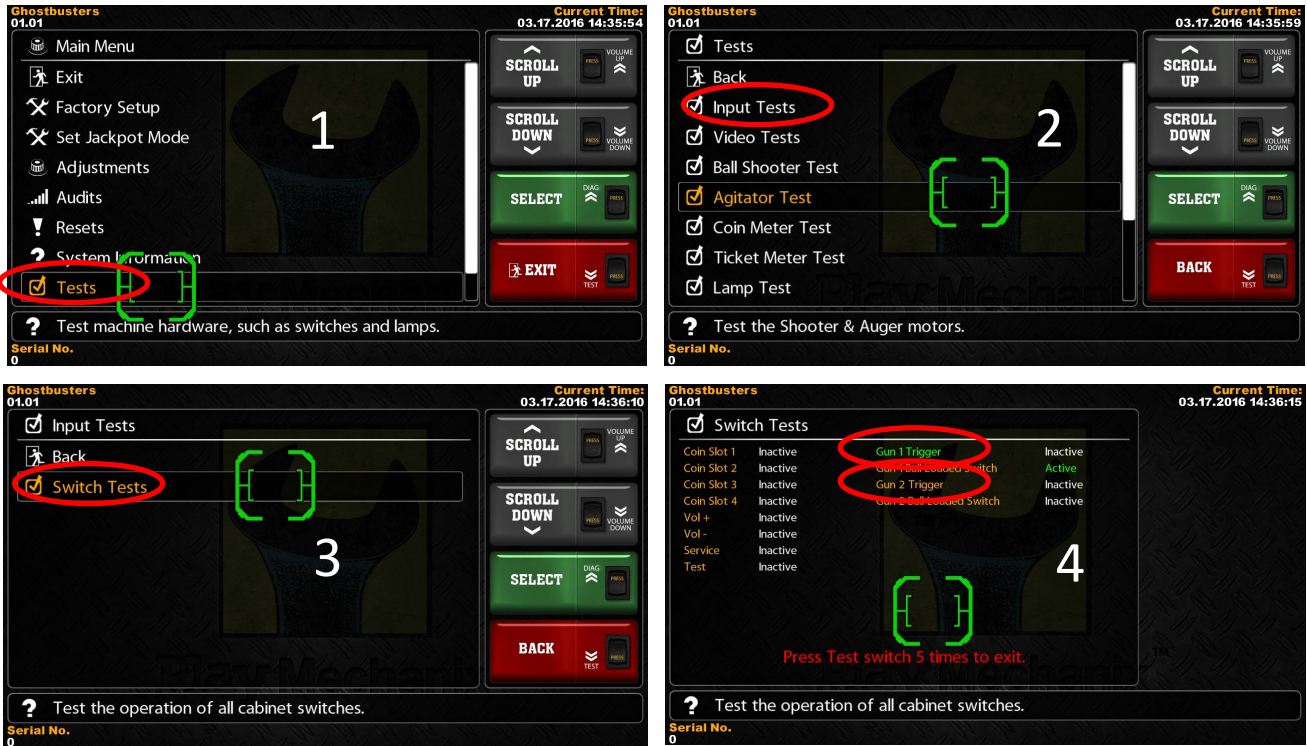 Ghostbusters
01.01
Current Time:
03.17.2016 14:35:54
Main Menu
Exit
Factory Setup
Set Jackpot Mode
Adjustments
Audits
Resets
System Information
Tests
1
SCROLL UP
PRESS
VOLUME UP
SCROLL DOWN
PRESS
VOLUME DOWN
SELECT
DIAG
PRESS
EXIT
TEST
PRESS
? Test machine hardware, such as switches and lamps.
Serial No.
0
Ghostbusters
01.01
Current Time:
03.17.2016 14:35:59
Tests
Back
Input Tests
Video Tests
Ball Shooter Test
Agitator Test
Coin Meter Test
Ticket Meter Test
Lamp Test
2
SCROLL UP
PRESS
VOLUME UP
SCROLL DOWN
PRESS
VOLUME DOWN
SELECT
DIAG
PRESS
BACK
TEST
PRESS
? Test the Shooter & Auger motors.
Serial No.
0
Ghostbusters
01.01
Current Time:
03.17.2016 14:36:10
Input Tests
Back
Switch Tests
3
SCROLL UP
PRESS
VOLUME UP
SCROLL DOWN
PRESS
VOLUME DOWN
SELECT
DIAG
PRESS
BACK
TEST
PRESS
? Test the operation of all cabinet switches.
Serial No.
0
Ghostbusters
01.01
Current Time:
03.17.2016 14:36:15
Switch Tests
Coin Slot 1 Inactive Gun 1 Trigger Inactive
Coin Slot 2 Inactive Gun 1 Ball Loaded Switch Active
Coin Slot 3 Inactive Gun 2 Trigger Inactive
Coin Slot 4 Inactive Gun 2 Ball Loaded Switch Inactive
Vol + Inactive
Vol - Inactive
Service Inactive
Test Inactive
4
Press Test switch 5 times to exit.
? Test the operation of all cabinet switches.
Serial No.
0